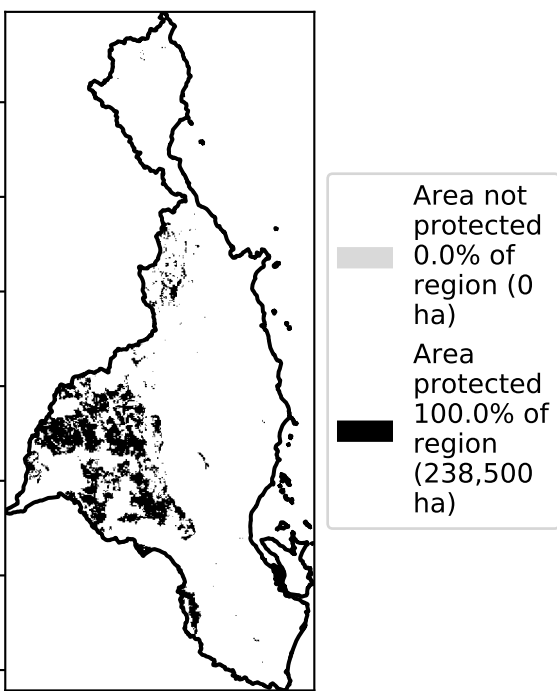 Area not
protected
0.0% of
region (0
ha)
Area
protected
100.0% of
region
(238,500
ha)